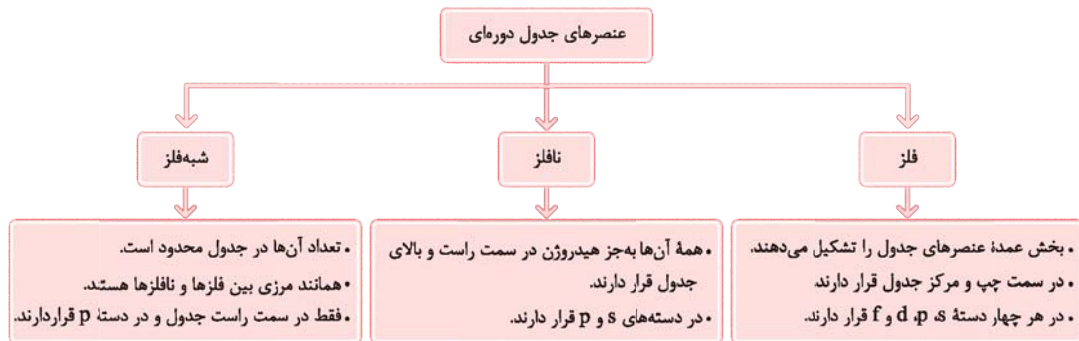 عنصرهای جدول دوره‌ای
فلز
نافلز
شبه‌فلز
• بخش عمدهٔ عنصرهای جدول را تشکیل می‌دهند.
• در سمت چپ و مرکز جدول قرار دارند.
• در هر چهار دستهٔ d ،p ،s و f قرار دارند.
• همهٔ آن‌ها به‌جز هیدروژن در سمت راست و بالای
جدول قرار دارند.
• در دسته‌های s و p قرار دارند.
• تعداد آن‌ها در جدول محدود است.
• همانند مرزی بین فلزها و نافلزها هستند.
• فقط در سمت راست جدول و در دستهٔ p قراردارند.